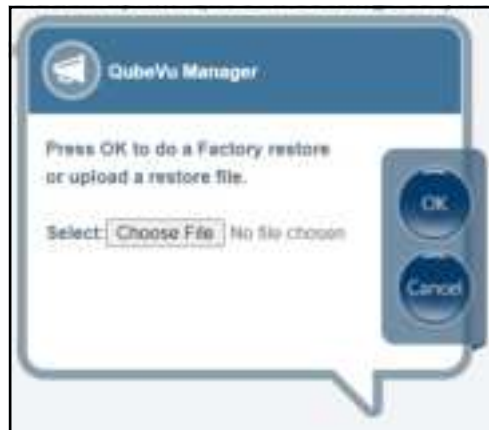 QubeVu Manager
Press OK to do a Factory restore
or upload a restore file.
Select: Choose File No file chosen
OK
Cancel